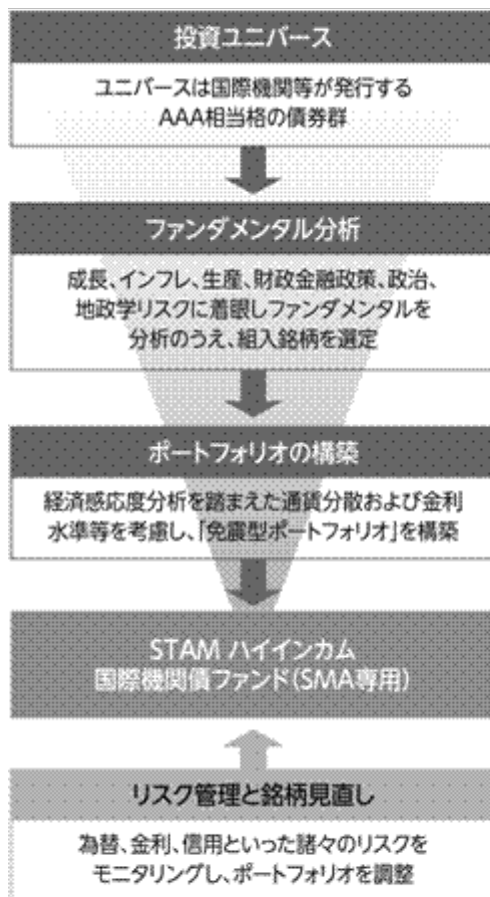 投資ユニバース
ユニバースは国際機関等が発行する
AAA相当格の債券群
ファンダメンタル分析
成長、インフレ、生産、財政金融政策、政治、
地政学リスクに着眼しファンダメンタルを
分析のうえ、組入銘柄を選定
ポートフォリオの構築
経済感応度分析を踏まえた通貨分散および金利
水準等を考慮し、「免震型ポートフォリオ」を構築
STAM ハイインカム
国際機関債ファンド(SMA専用)
リスク管理と銘柄見直し
為替、金利、信用といった諸々のリスクを
モニタリングし、ポートフォリオを調整